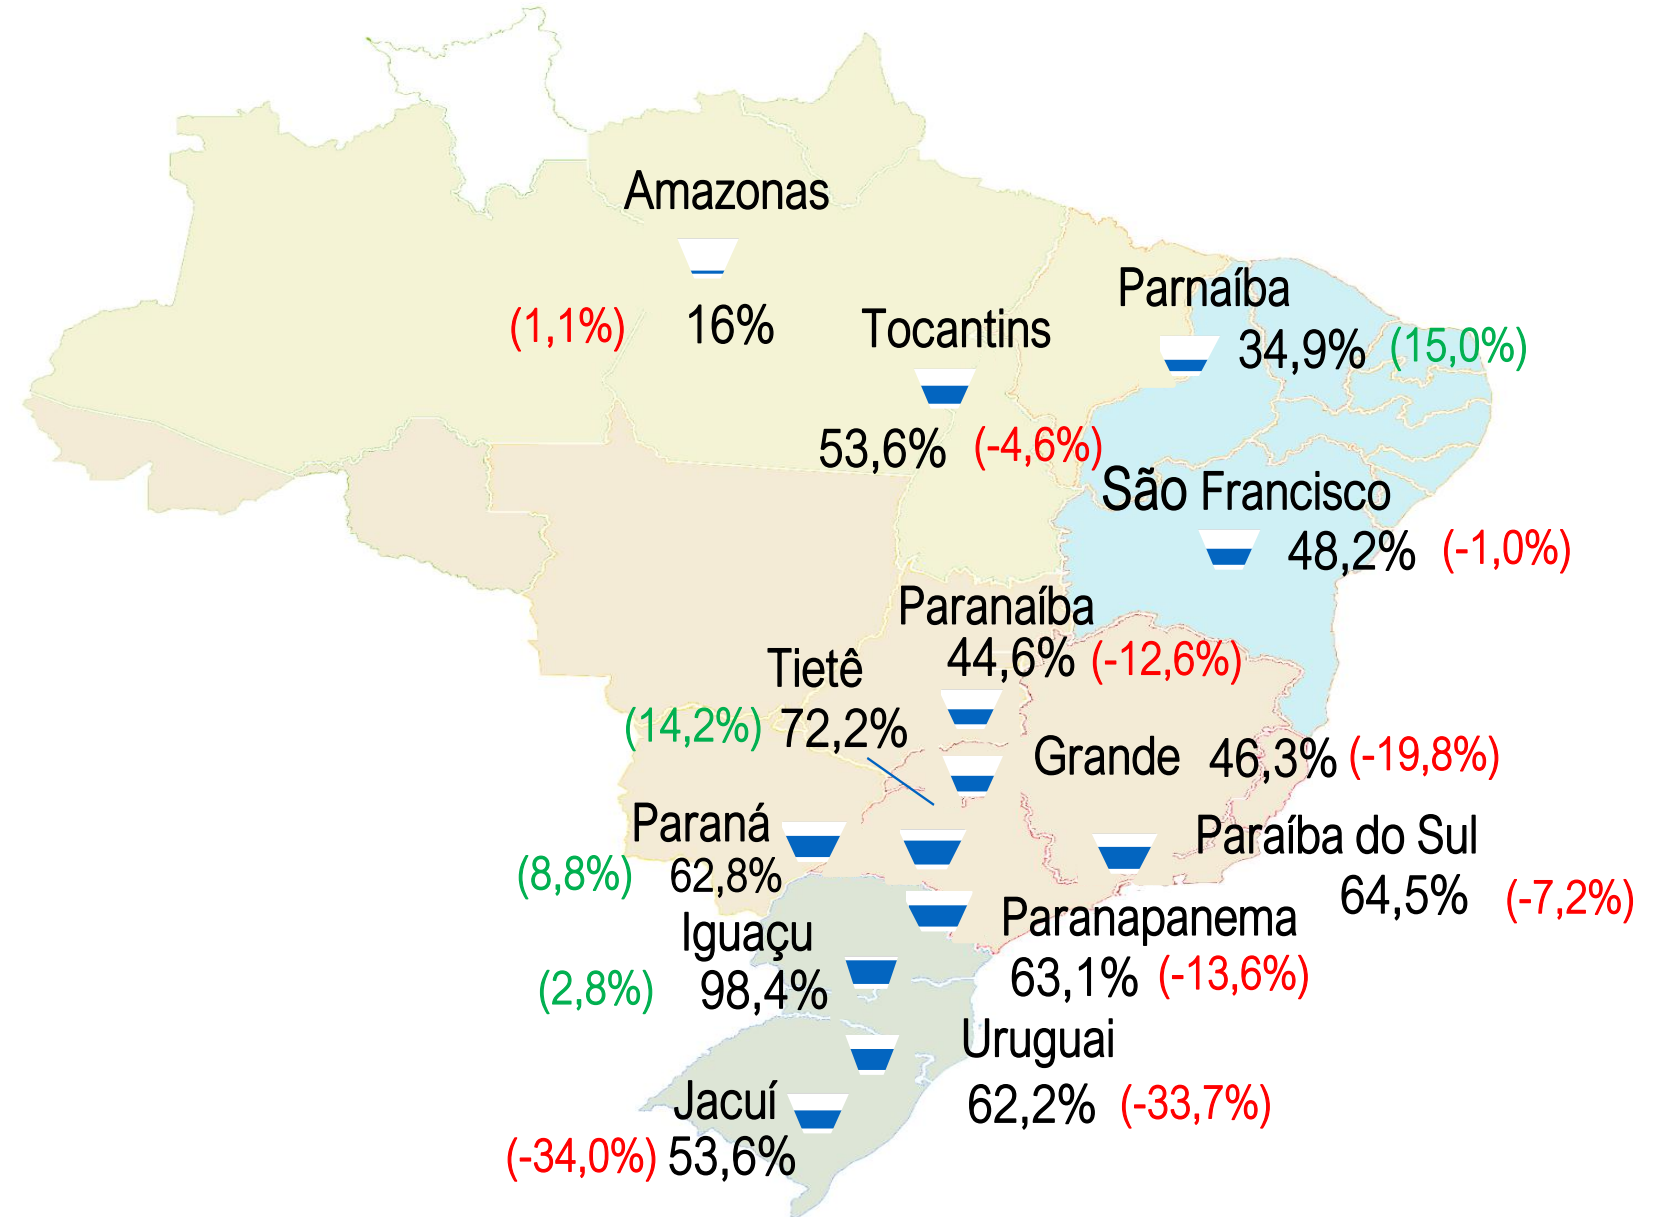 Amazonas
(1,1%) 16%
Parnaíba
34,9% (15,0%)
Tocantins
53,6% (-4,6%)
São Francisco
48,2% (-1,0%)
Paranaíba
44,6% (-12,6%)
Tietê
(14,2%) 72,2%
Grande 46,3% (-19,8%)
Paraná
(8,8%) 62,8%
Paraíba do Sul
64,5% (-7,2%)
Paranapanema
63,1% (-13,6%)
Iguaçu
(2,8%) 98,4%
Uruguai
62,2% (-33,7%)
Jacuí
(-34,0%) 53,6%